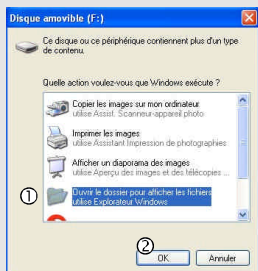 Disque amovible (F:)
Ce disque ou ce périphérique contiennent plus d'un type
de contenu.
Quelle action voulez-vous que Windows exécute ?
Copier les images sur mon ordinateur
utilise Assist. Scanneur-appareil photo
Imprimer les images
utilise Assistant Impression de photographies
Afficher un diaporama des images
utilise Aperçu des images et des télécopies ...
① Ouvrir le dossier pour afficher les fichiers
utilise Explorateur Windows
②
OK Annuler